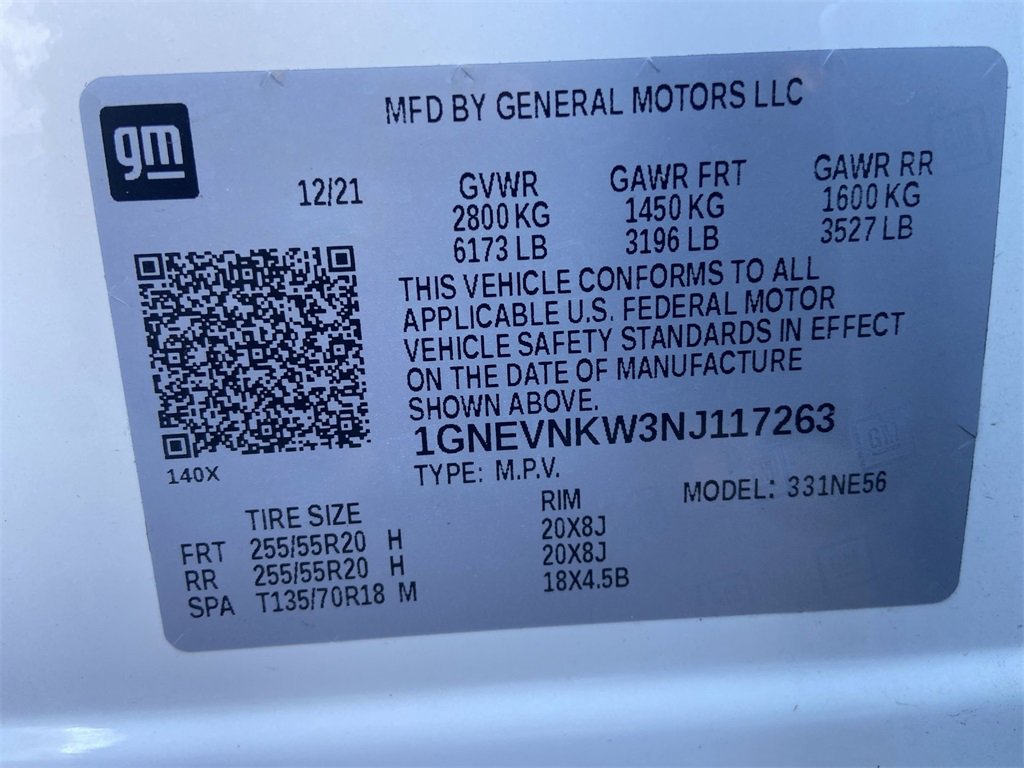 MFD BY GENERAL MOTORS LLC
gm
12/21
GVWR GAWR FRT GAWR RR
2800 KG 1450 KG 1600 KG
6173 LB 3196 LB 3527 LB
THIS VEHICLE CONFORMS TO ALL
APPLICABLE U.S. FEDERAL MOTOR
VEHICLE SAFETY STANDARDS IN EFFECT
ON THE DATE OF MANUFACTURE
SHOWN ABOVE.
1GNEVNKW3NJ117263
140X
TYPE: M.P.V. MODEL: 331NE56
TIRE SIZE RIM
FRT 255/55R20 H 20X8J
RR 255/55R20 H 20X8J
SPA T135/70R18 M 18X4.5B